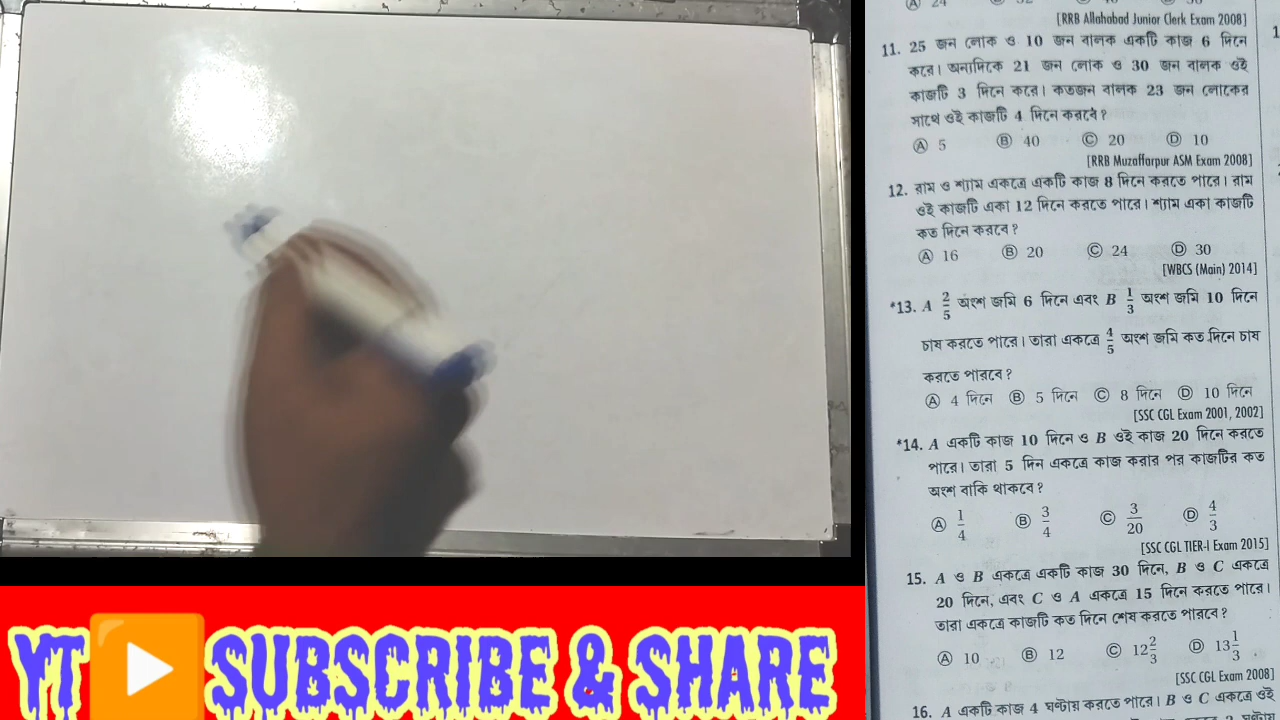 Ⓐ 24
[RRB Allahabad Junior Clerk Exam 2008]
11. 25 জন লোক ও 10 জন বালক একটি কাজ 6 দিনে
করে। অন্যদিকে 21 জন লোক ও 30 জন বালক ওই
কাজটি 3 দিনে করে। কতজন বালক 23 জন লোকের
সাথে ওই কাজটি 4 দিনে করবে?
Ⓐ 5 Ⓑ 40 Ⓒ 20 Ⓓ 10
[RRB Muzaffarpur ASM Exam 2008]
12. রাম ও শ্যাম একত্রে একটি কাজ 8 দিনে করতে পারে। রাম
ওই কাজটি একা 12 দিনে করতে পারে। শ্যাম একা কাজটি
কত দিনে করবে?
Ⓐ 16 Ⓑ 20 Ⓒ 24 Ⓓ 30
[WBCS (Main) 2014]
*13. A 2/5 অংশ জমি 6 দিনে এবং B 1/3 অংশ জমি 10 দিনে
চাষ করতে পারে। তারা একত্রে 4/5 অংশ জমি কত দিনে চাষ
করতে পারবে?
Ⓐ 4 দিনে Ⓑ 5 দিনে Ⓒ 8 দিনে Ⓓ 10 দিনে
[SSC CGL Exam 2001, 2002]
*14. A একটি কাজ 10 দিনে ও B ওই কাজ 20 দিনে করতে
পারে। তারা 5 দিন একত্রে কাজ করার পর কাজটির কত
অংশ বাকি থাকবে?
Ⓐ 1/4 Ⓑ 3/4 Ⓒ 3/20 Ⓓ 4/3
[SSC CGL TIER-I Exam 2015]
15. A ও B একত্রে একটি কাজ 30 দিনে, B ও C একত্রে
20 দিনে, এবং C ও A একত্রে 15 দিনে করতে পারে।
তারা একত্রে কাজটি কত দিনে শেষ করতে পারবে?
Ⓐ 10 Ⓑ 12 Ⓒ 12 2/3 Ⓓ 13 1/3
[SSC CGL Exam 2008]
16. A একটি কাজ 4 ঘণ্টায় করতে পারে। B ও C একত্রে ওই
YT SUBSCRIBE & SHARE